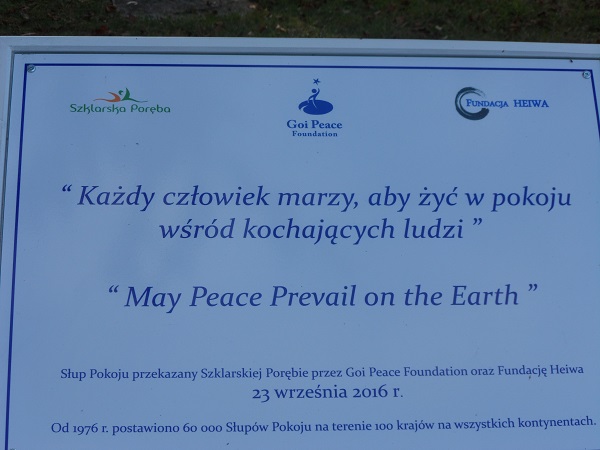 Szklarska Poręba
Goi Peace
Foundation
Fundacja HEIWA
“ Każdy człowiek marzy, aby żyć w pokoju
wśród kochających ludzi ”
“ May Peace Prevail on the Earth ”
Słup Pokoju przekazany Szklarskiej Porębie przez Goi Peace Foundation oraz Fundację Heiwa
23 września 2016 r.
Od 1976 r. postawiono 60 000 Słupów Pokoju na terenie 100 krajów na wszystkich kontynentach.